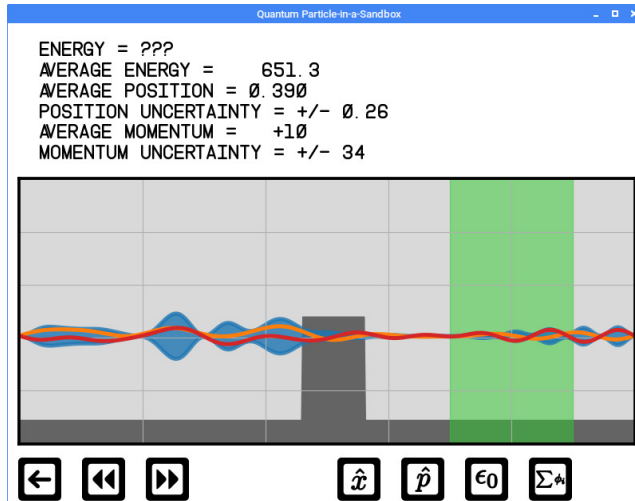 Quantum Particle-in-a-Sandbox
ENERGY = ???
AVERAGE ENERGY = 651.3
AVERAGE POSITION = 0.390
POSITION UNCERTAINTY = +/- 0.26
AVERAGE MOMENTUM = +10
MOMENTUM UNCERTAINTY = +/- 34
x̂ p̂ ϵ₀ Σϕᵢ